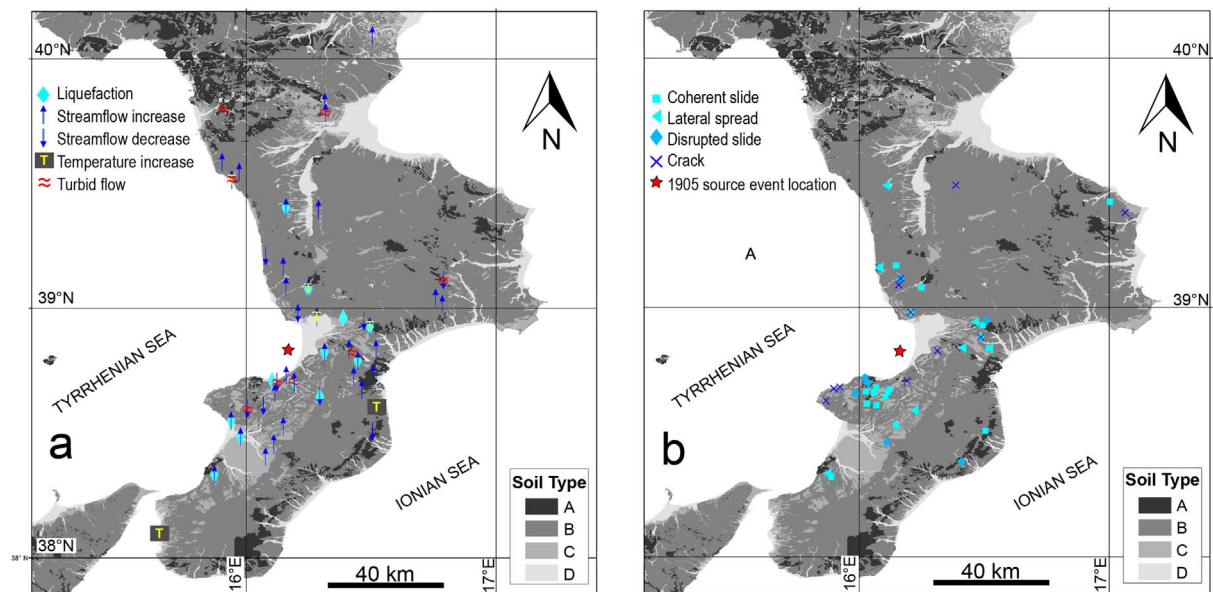 40°N
Liquefaction
Streamflow increase
Streamflow decrease
T Temperature increase
Turbid flow
N
39°N
TYRRHENIAN SEA
a
T
IONIAN SEA
Soil Type
A
B
C
D
T
38° N
38°N
16°E
17°E
40 km
40°N
Coherent slide
Lateral spread
Disrupted slide
Crack
1905 source event location
N
A
39°N
TYRRHENIAN SEA
b
IONIAN SEA
Soil Type
A
B
C
D
38°N
16°E
17°E
40 km